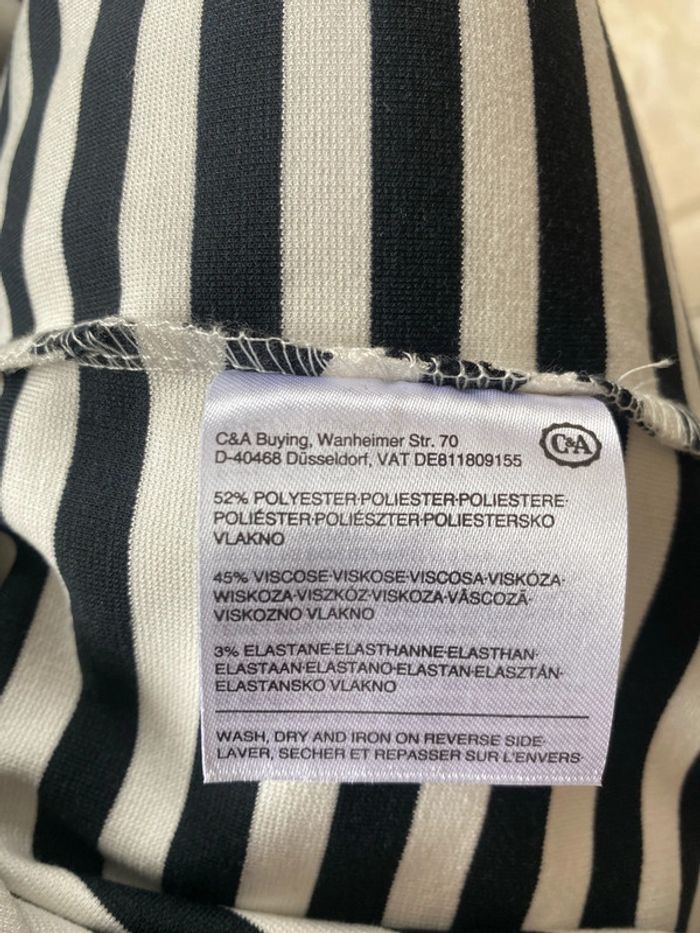 C&A Buying, Wanheimer Str. 70
D-40468 Düsseldorf, VAT DE811809155
C&A
52% POLYESTER·POLIESTER·POLIESTERE·
POLIÉSTER·POLIÉSZTER·POLIESTERSKO
VLAKNO
45% VISCOSE·VISKOSE·VISCOSA·VISKÓZA·
WISKOZA·VISZKÓZ·VISKOZA·VÂSCOZĂ·
VISKOZNO VLAKNO
3% ELASTANE·ELASTHANNE·ELASTHAN·
ELASTAAN·ELASTANO·ELASTAN·ELASZTÁN·
ELASTANSKO VLAKNO
WASH, DRY AND IRON ON REVERSE SIDE·
LAVER, SECHER ET REPASSER SUR L'ENVERS·